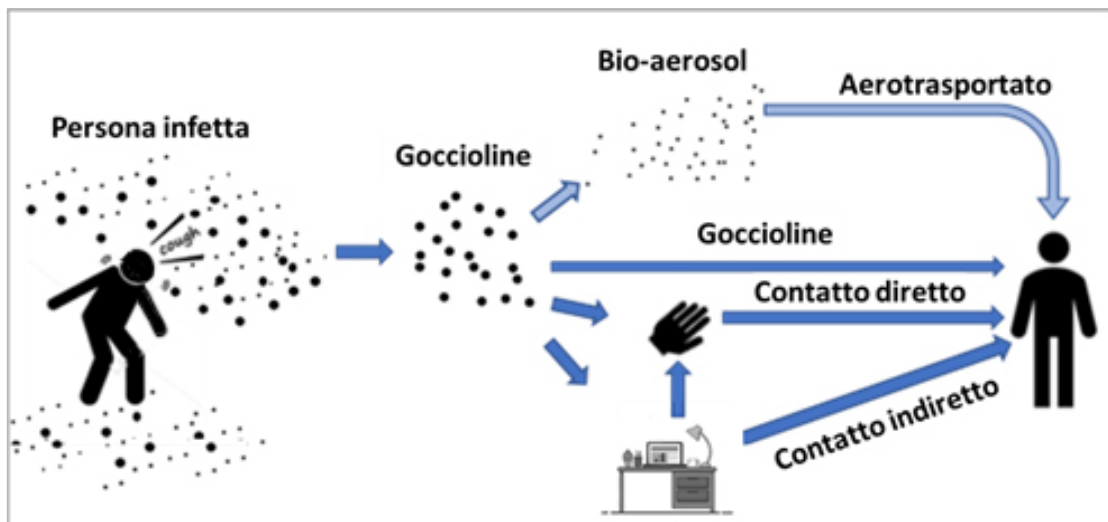 Bio-aerosol
Aerotrasportato
Persona infetta
Goccioline
cough
Goccioline
Contatto diretto
Contatto indiretto